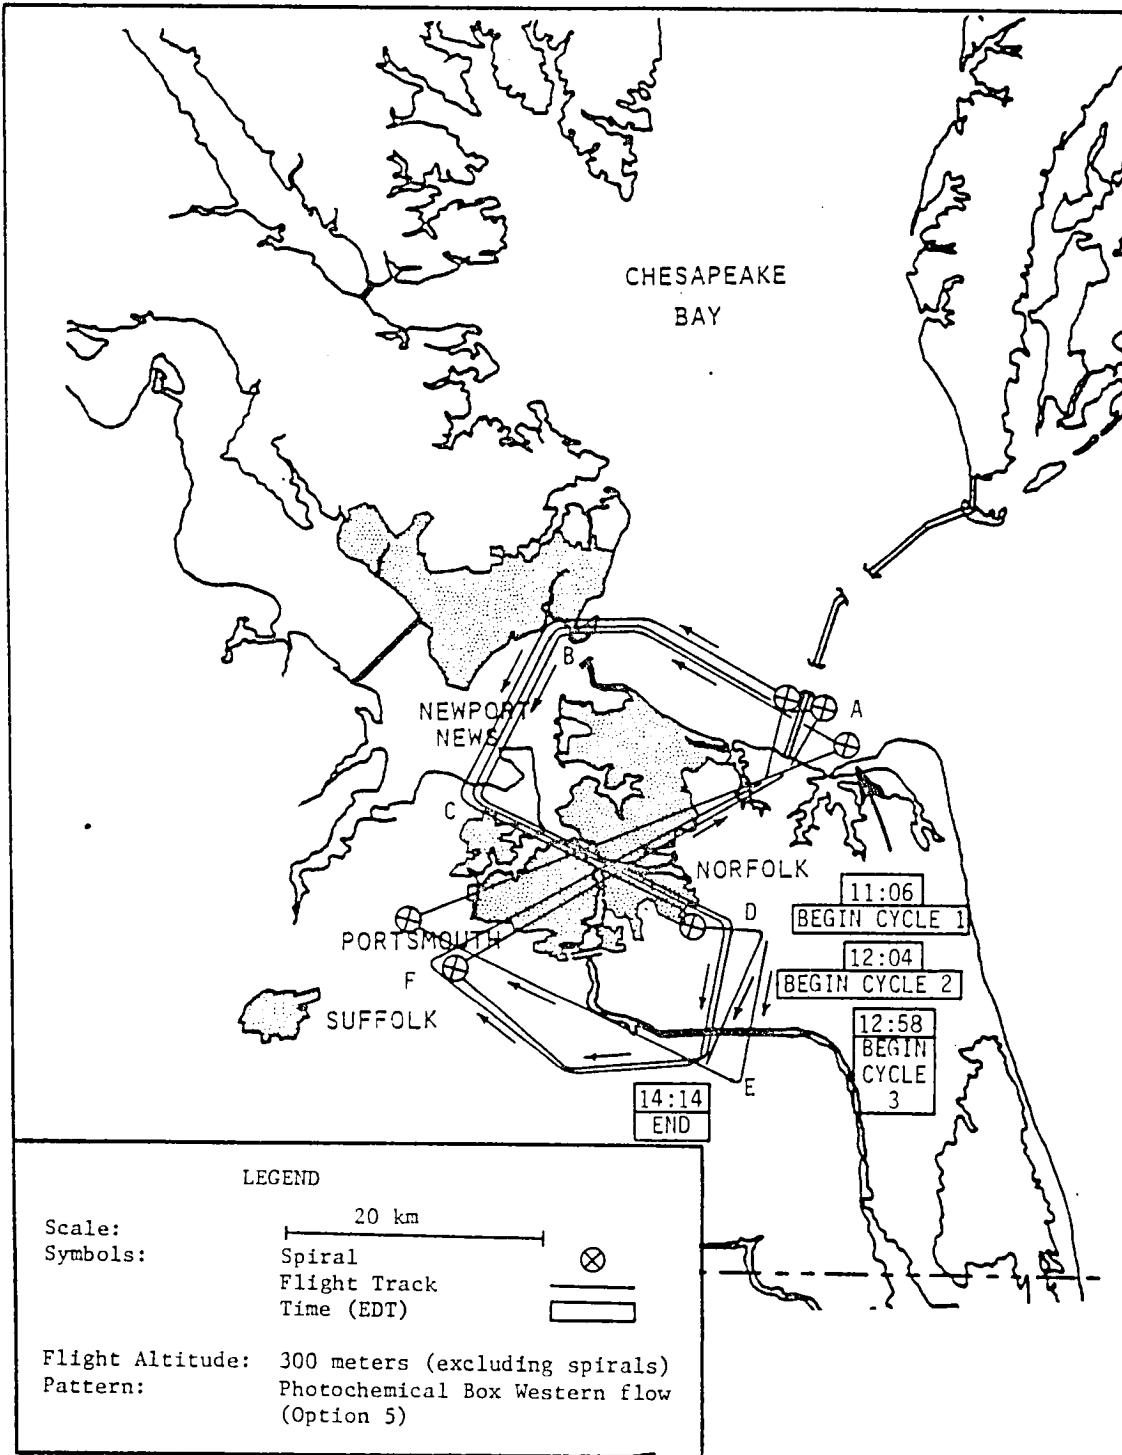 CHESAPEAKE
BAY
B
A
NEWPORT
NEWS
C
NORFOLK
11:06
BEGIN CYCLE 1
D
PORTSMOUTH
12:04
BEGIN CYCLE 2
F
SUFFOLK
12:58
BEGIN
CYCLE
3
E
14:14
END
LEGEND
Scale: 20 km
Symbols: Spiral
Flight Track
Time (EDT)
Flight Altitude: 300 meters (excluding spirals)
Pattern: Photochemical Box Western flow
(Option 5)